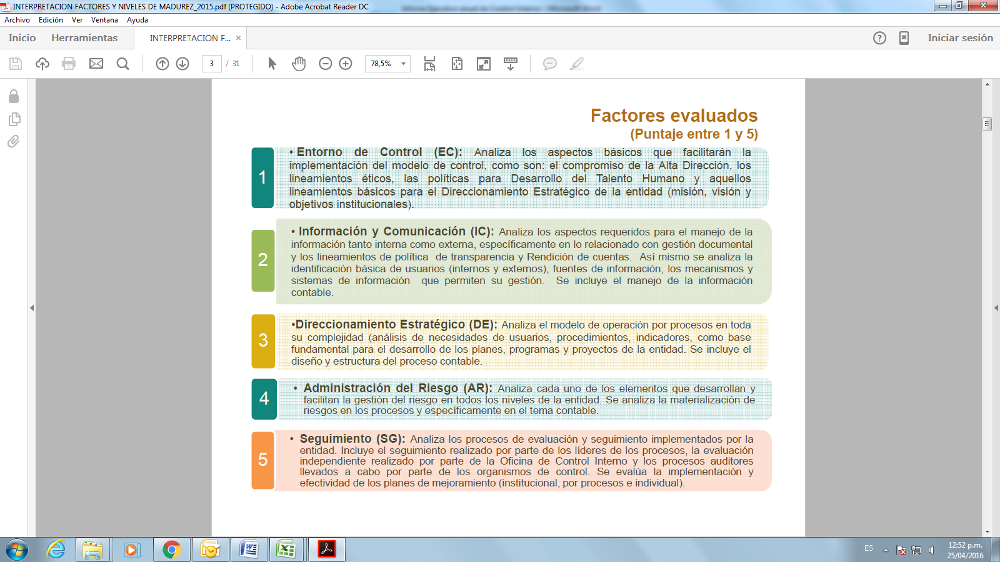 INTERPRETACION FACTORES Y NIVELES DE MADUREZ_2015.pdf (PROTEGIDO) - Adobe Acrobat Reader DC
Archivo Edición Ver Ventana Ayuda
Inicio Herramientas INTERPRETACION F... × Iniciar sesión
3 / 31 78,5%
Factores evaluados
(Puntaje entre 1 y 5)
1
• Entorno de Control (EC): Analiza los aspectos básicos que facilitarán la
implementación del modelo de control, como son: el compromiso de la Alta Dirección, los
lineamientos éticos, las políticas para Desarrollo del Talento Humano y aquellos
lineamientos básicos para el Direccionamiento Estratégico de la entidad (misión, visión y
objetivos institucionales).
2
• Información y Comunicación (IC): Analiza los aspectos requeridos para el manejo de la
información tanto interna como externa, específicamente en lo relacionado con gestión documental
y los lineamientos de política de transparencia y Rendición de cuentas. Así mismo se analiza la
identificación básica de usuarios (internos y externos), fuentes de información, los mecanismos y
sistemas de información que permiten su gestión. Se incluye el manejo de la información
contable.
3
•Direccionamiento Estratégico (DE): Analiza el modelo de operación por procesos en toda
su complejidad (análisis de necesidades de usuarios, procedimientos, indicadores, como base
fundamental para el desarrollo de los planes, programas y proyectos de la entidad. Se incluye el
diseño y estructura del proceso contable.
4
• Administración del Riesgo (AR): Analiza cada uno de los elementos que desarrollan y
facilitan la gestión del riesgo en todos los niveles de la entidad. Se analiza la materialización de
riesgos en los procesos y específicamente en el tema contable.
5
• Seguimiento (SG): Analiza los procesos de evaluación y seguimiento implementados por la
entidad. Incluye el seguimiento realizado por parte de los líderes de los procesos, la evaluación
independiente realizado por parte de la Oficina de Control Interno y los procesos auditores
llevados a cabo por parte de los organismos de control. Se evalúa la implementación y
efectividad de los planes de mejoramiento (institucional, por procesos e individual).
ES
12:52 p.m.
25/04/2016